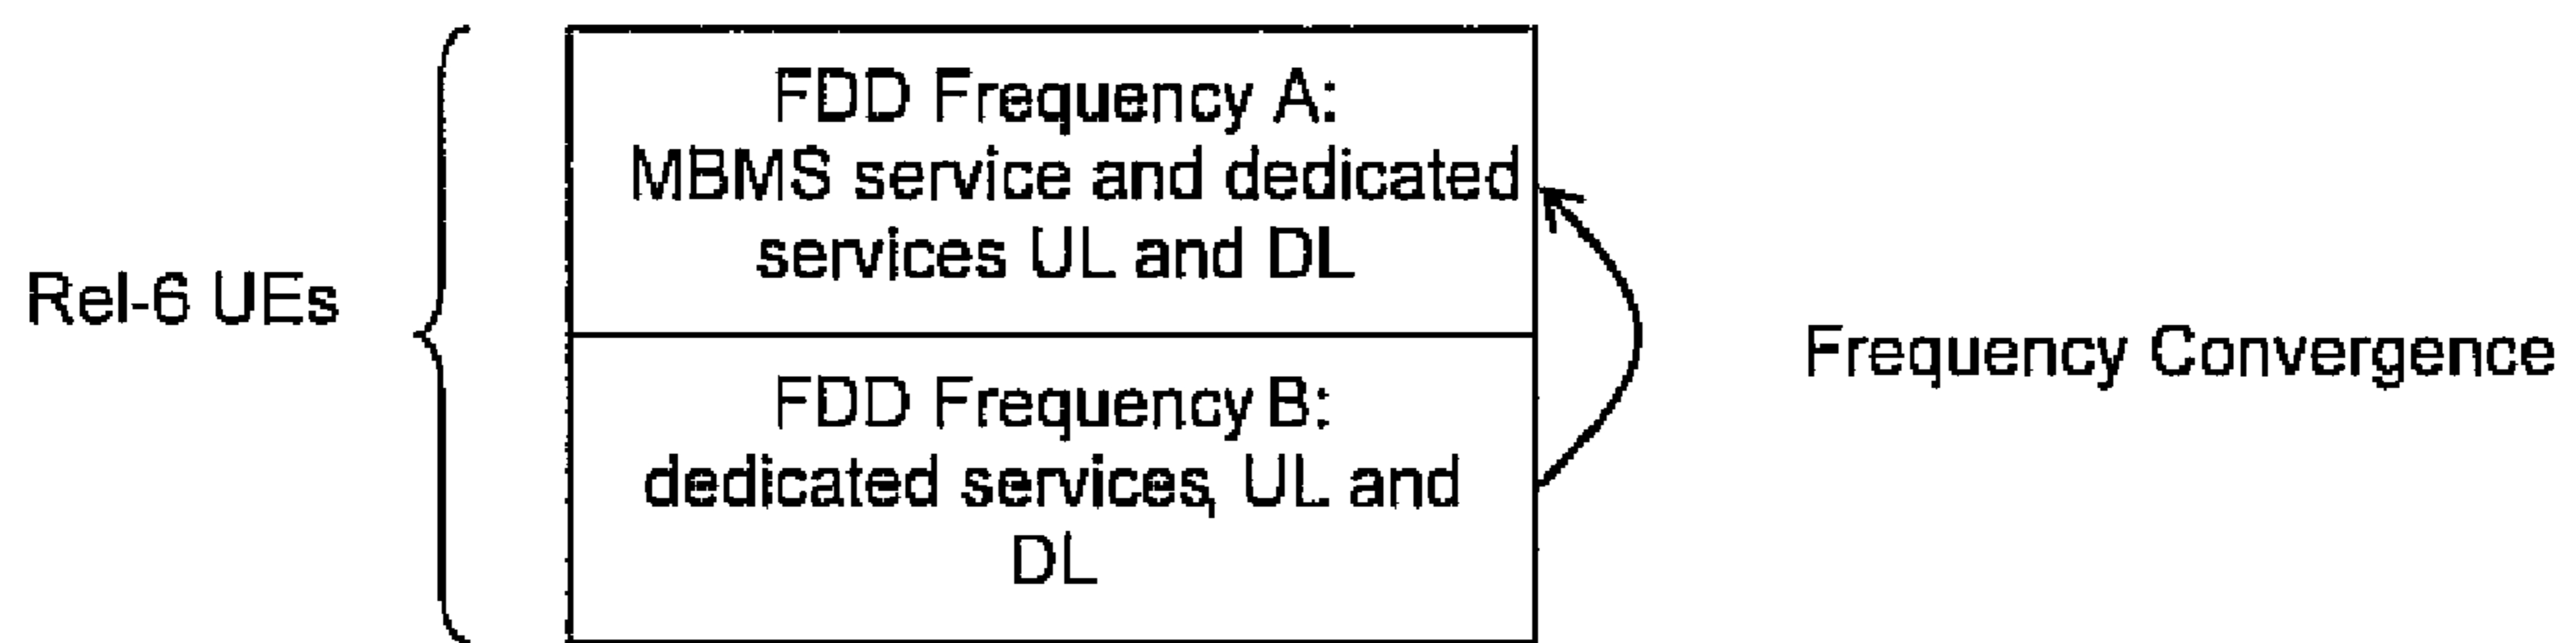 Rel-6 UEs
FDD Frequency A:
MBMS service and dedicated
services UL and DL
FDD Frequency B:
dedicated services, UL and
DL
Frequency Convergence